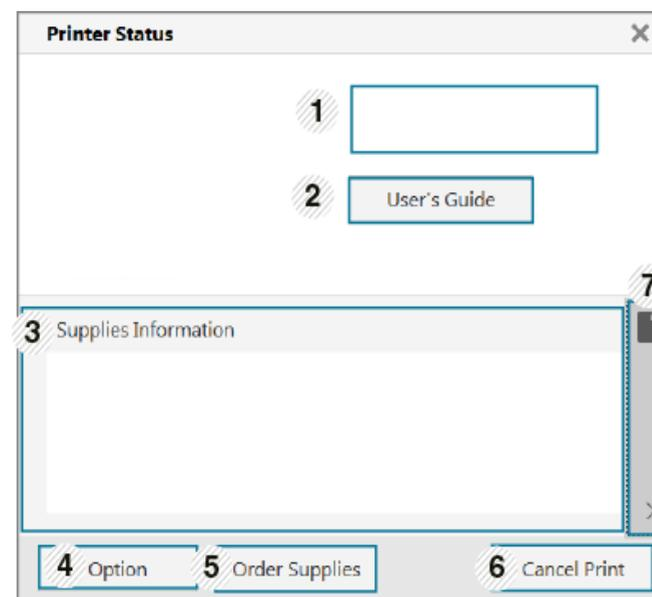 Printer Status
1
2 User's Guide
7
3 Supplies Information
4 Option 5 Order Supplies 6 Cancel Print